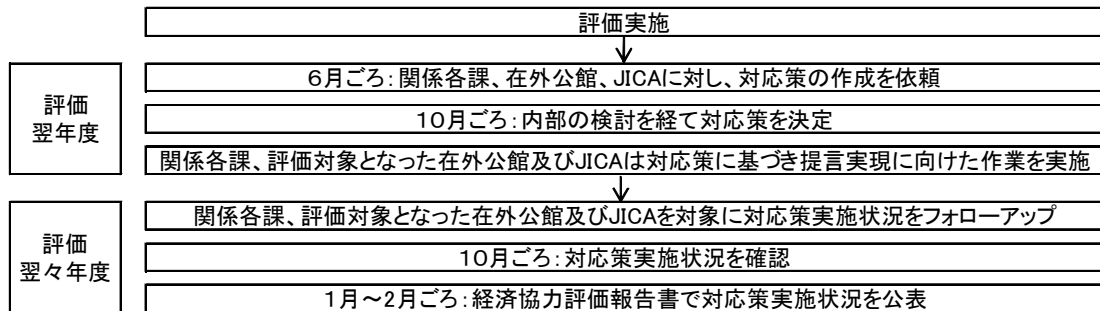 評価実施
評価
翌年度
6月ごろ：関係各課、在外公館、JICAに対し、対応策の作成を依頼
10月ごろ：内部の検討を経て対応策を決定
関係各課、評価対象となった在外公館及びJICAは対応策に基づき提言実現に向けた作業を実施
評価
翌々年度
関係各課、評価対象となった在外公館及びJICAを対象に対応策実施状況をフォローアップ
10月ごろ：対応策実施状況を確認
1月～2月ごろ：経済協力評価報告書で対応策実施状況を公表